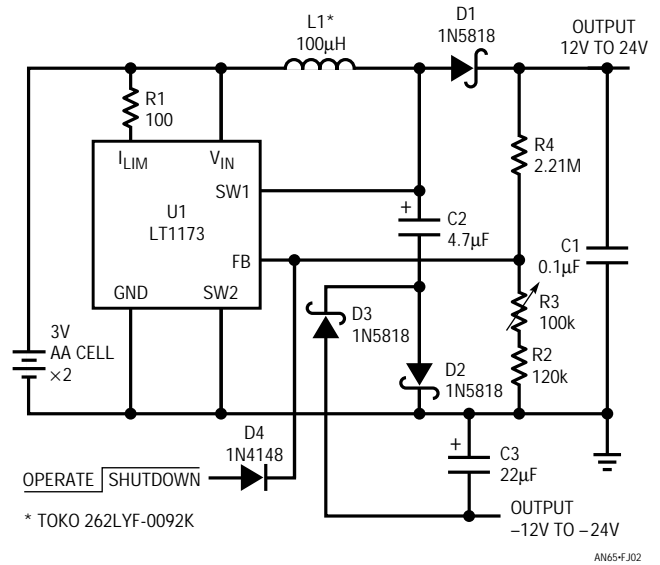 L1*
100µH
D1
1N5818
OUTPUT
12V TO 24V
R1
100
I_LIM
V_IN
SW1
U1
LT1173
FB
GND
SW2
R4
2.21M
+
C2
4.7µF
C1
0.1µF
R3
100k
R2
120k
D3
1N5818
D2
1N5818
3V
AA CELL
×2
D4
1N4148
+
C3
22µF
OPERATE SHUTDOWN
OUTPUT
–12V TO –24V
* TOKO 262LYF-0092K
AN65•FJ02